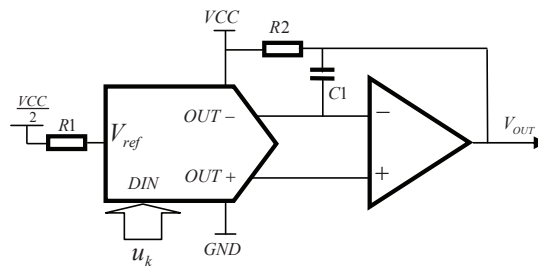 VCC
R2
C1
VCC
2
R1
V_ref
OUT −
−
V_OUT
OUT +
+
DIN
GND
u_k